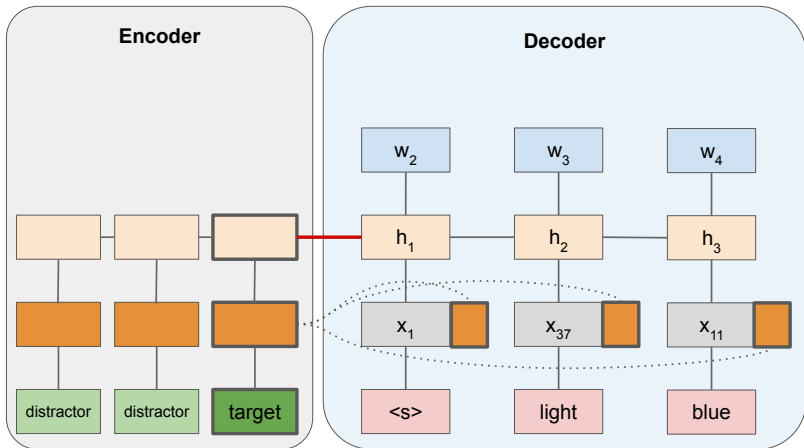 Encoder
Decoder
w₂ w₃ w₄
h₁ h₂ h₃
x₁ x₃₇ x₁₁
distractor distractor target <s> light blue